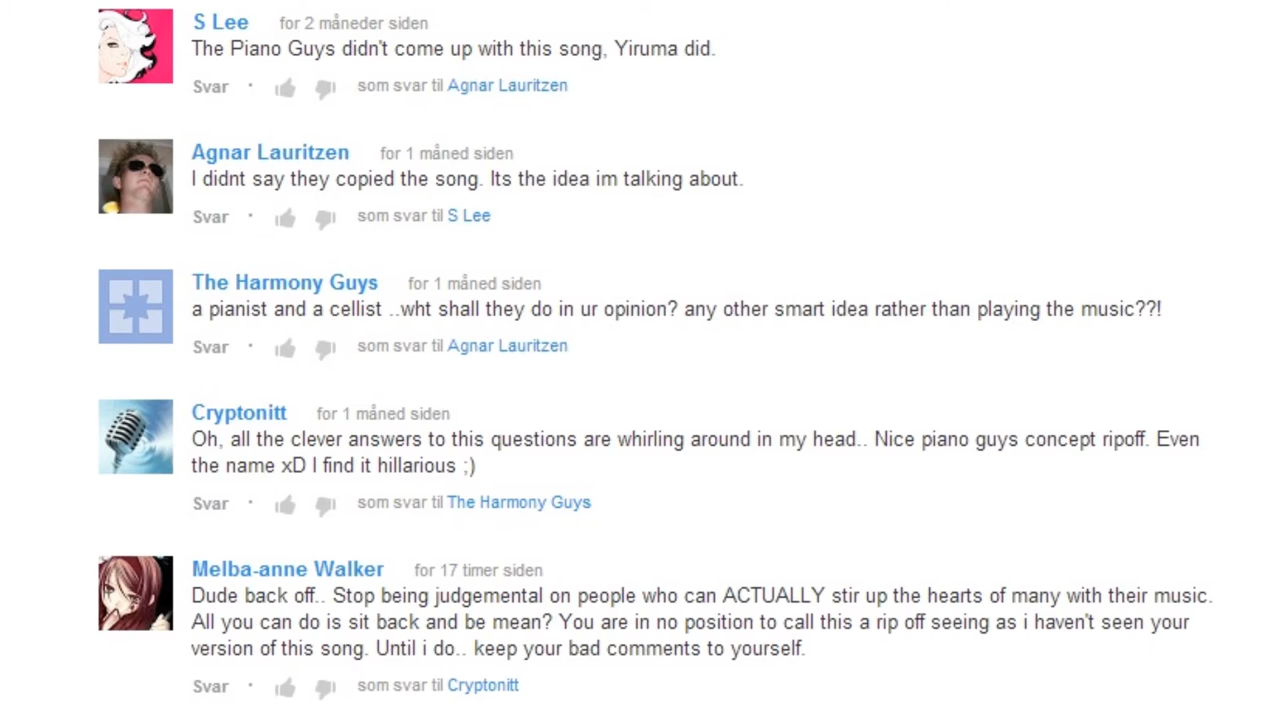 S Lee for 2 måneder siden
The Piano Guys didn't come up with this song, Yiruma did.
Svar · som svar til Agnar Lauritzen
Agnar Lauritzen for 1 måned siden
I didnt say they copied the song. Its the idea im talking about.
Svar · som svar til S Lee
The Harmony Guys for 1 måned siden
a pianist and a cellist ..wht shall they do in ur opinion? any other smart idea rather than playing the music??!
Svar · som svar til Agnar Lauritzen
Cryptonitt for 1 måned siden
Oh, all the clever answers to this questions are whirling around in my head.. Nice piano guys concept ripoff. Even
the name xD I find it hillarious ;)
Svar · som svar til The Harmony Guys
Melba-anne Walker for 17 timer siden
Dude back off.. Stop being judgemental on people who can ACTUALLY stir up the hearts of many with their music.
All you can do is sit back and be mean? You are in no position to call this a rip off seeing as i haven't seen your
version of this song. Until i do.. keep your bad comments to yourself.
Svar · som svar til Cryptonitt